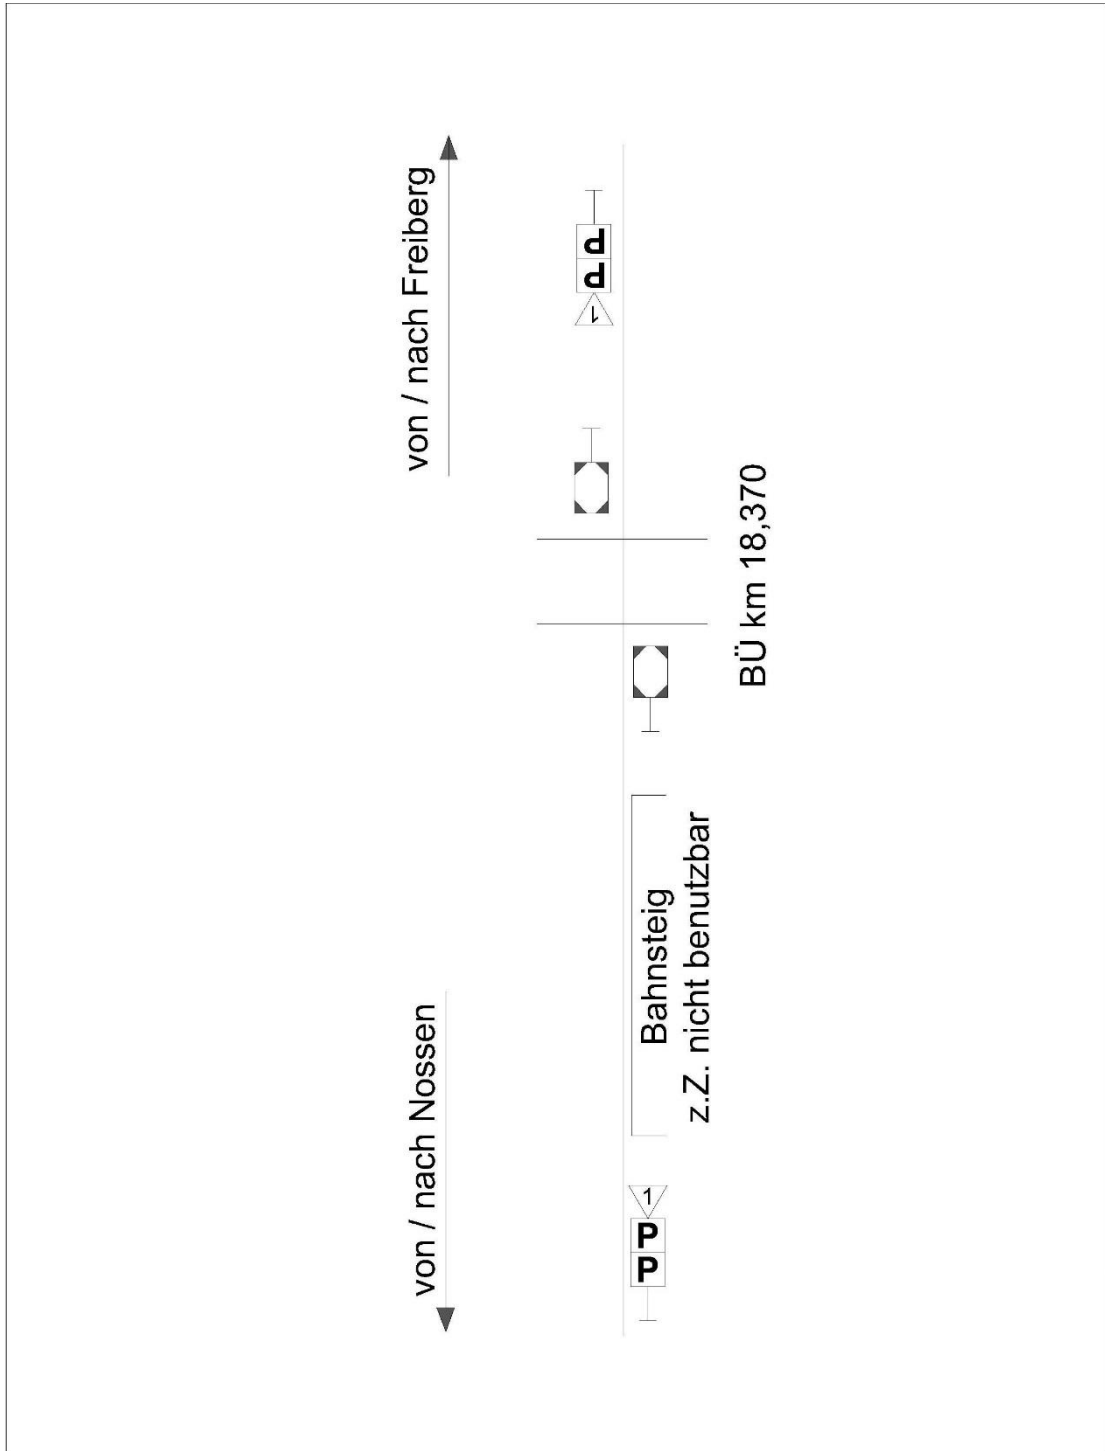 von / nach Freiberg
P
P
1
BÜ km 18,370
von / nach Nossen
Bahnsteig
z.Z. nicht benutzbar
1
P
P